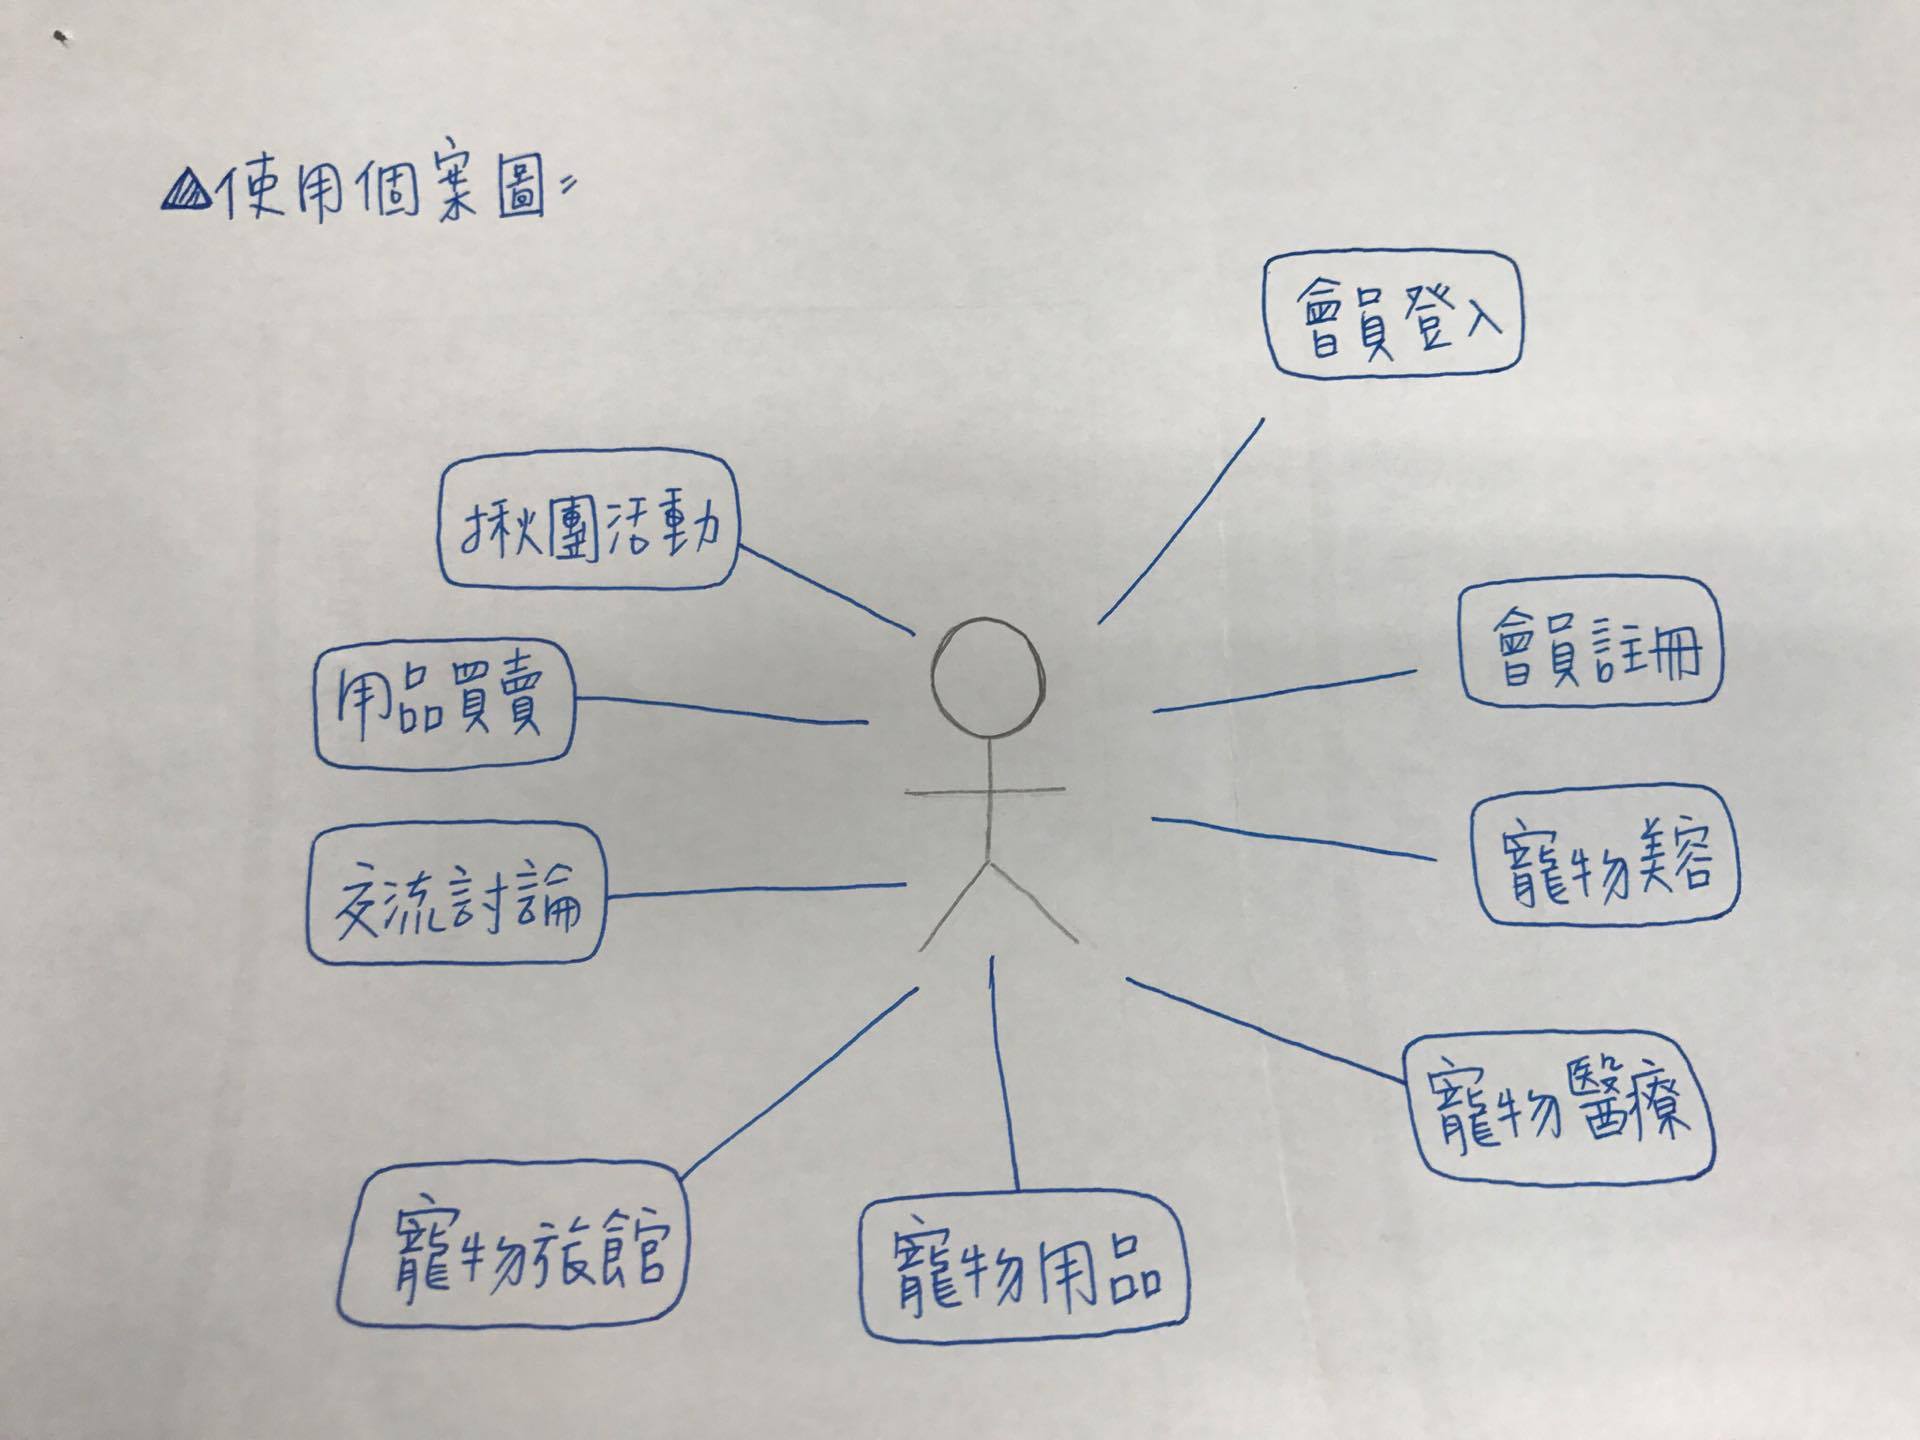 ▲使用個案圖:
會員登入
揪團活動
會員註冊
用品買賣
寵物美容
交流討論
寵物醫療
寵物旅館
寵物用品